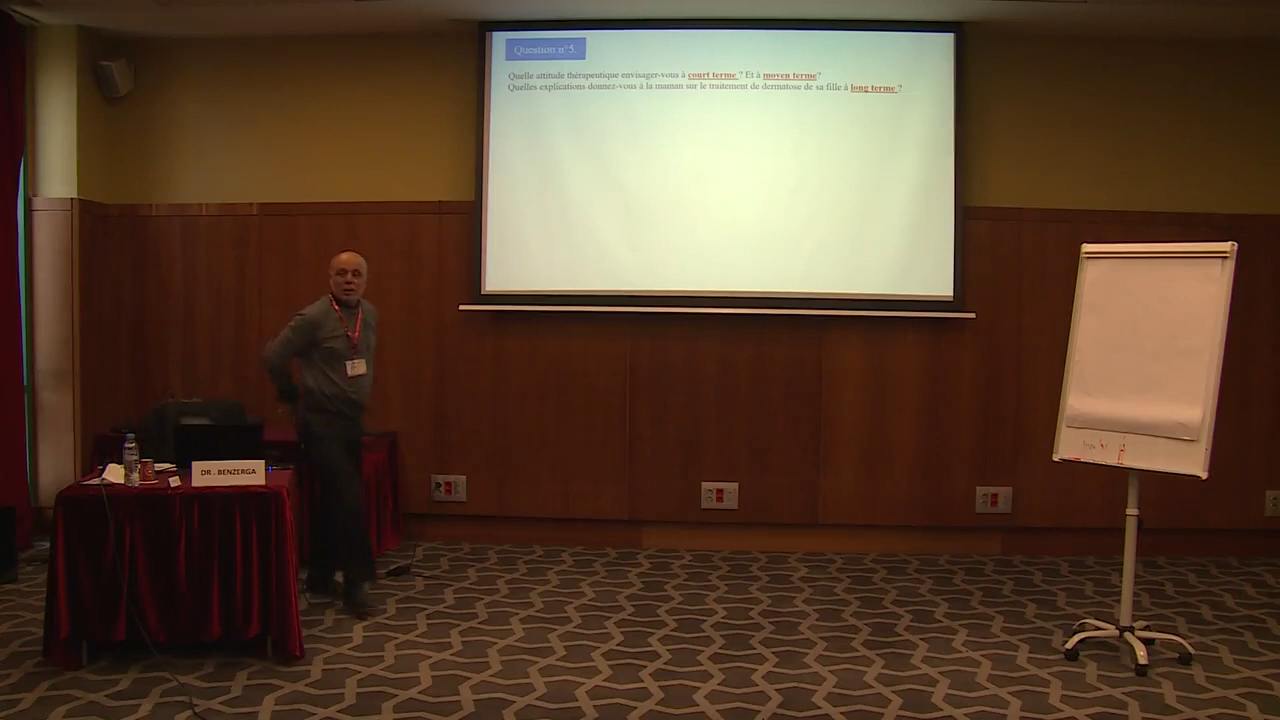 Question n°5.
Quelle attitude thérapeutique envisager-vous à court terme ? Et à moyen terme?
Quelles explications donnez-vous à la maman sur le traitement de dermatose de sa fille à long terme ?
DR . BENZERGA